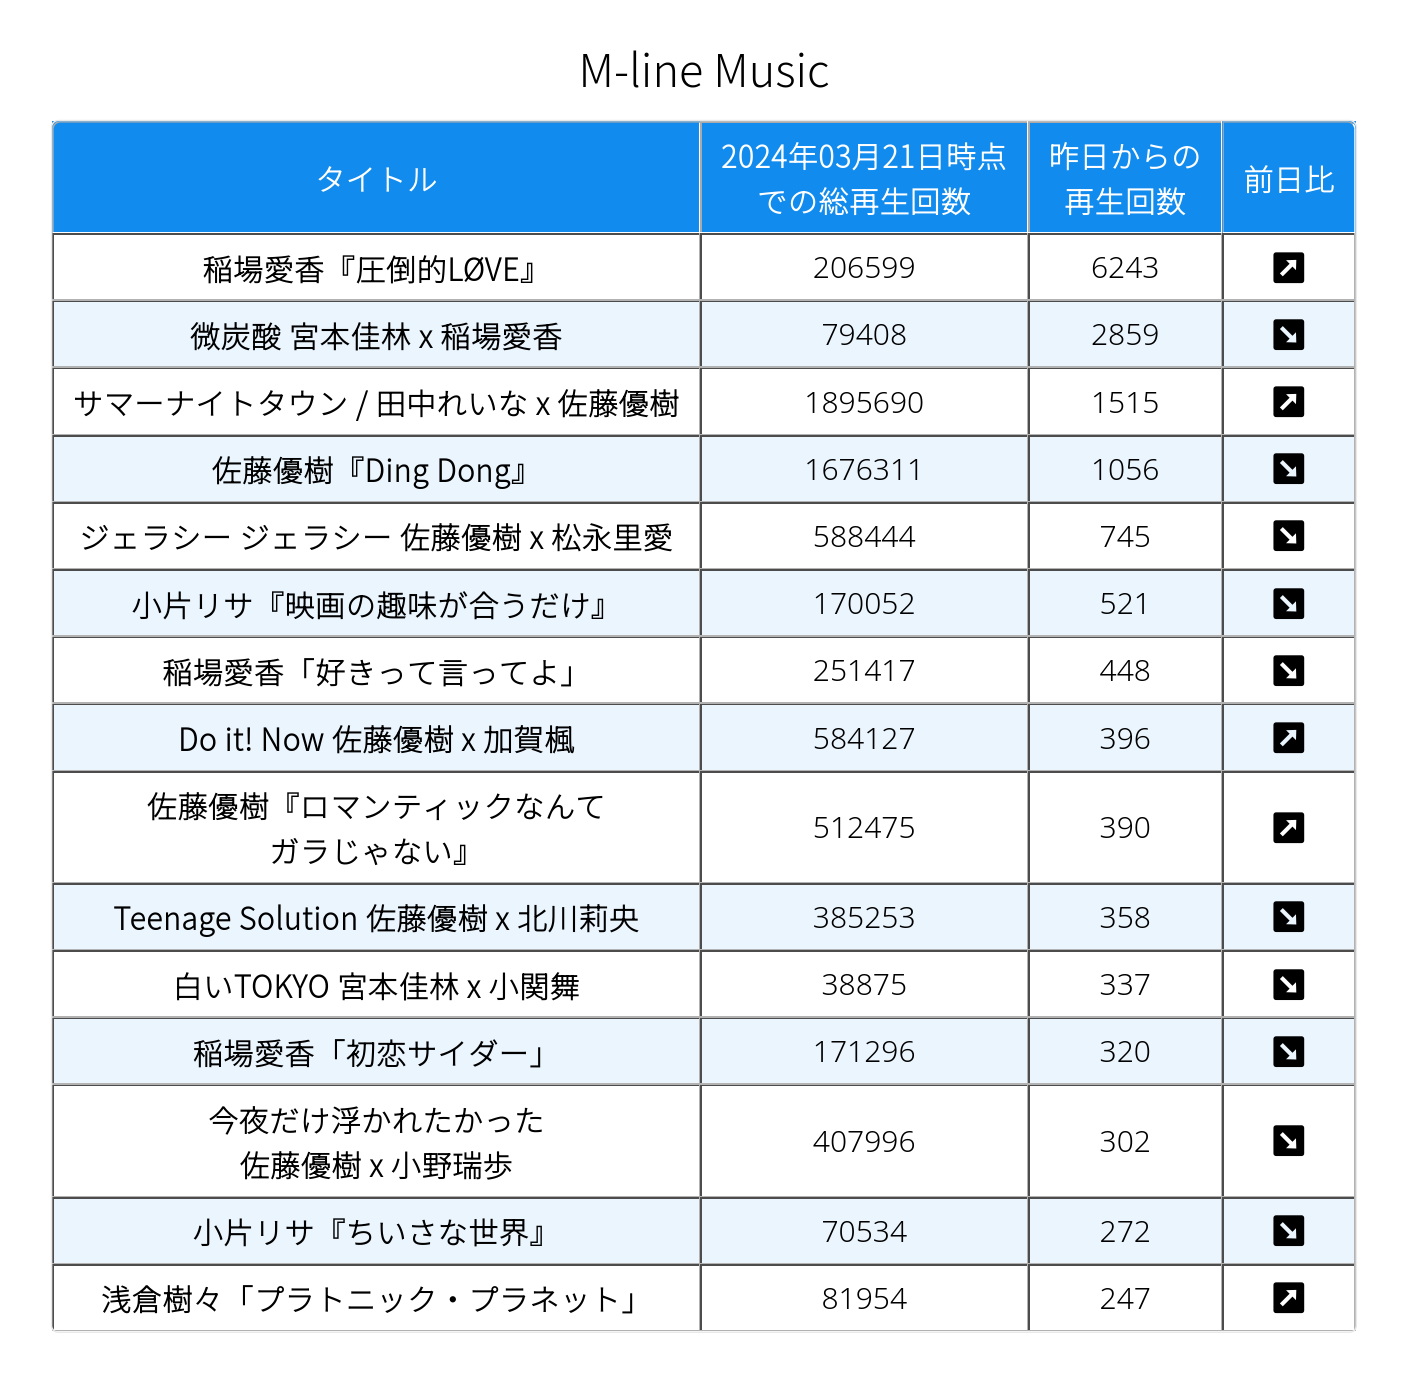 M-line Music
タイトル
2024年03月21日時点
での総再生回数
昨日からの
再生回数
前日比
稲場愛香『圧倒的LØVE』
206599
6243
微炭酸 宮本佳林 x 稲場愛香
79408
2859
サマーナイトタウン / 田中れいな x 佐藤優樹
1895690
1515
佐藤優樹『Ding Dong』
1676311
1056
ジェラシー ジェラシー 佐藤優樹 x 松永里愛
588444
745
小片リサ『映画の趣味が合うだけ』
170052
521
稲場愛香「好きって言ってよ」
251417
448
Do it! Now 佐藤優樹 x 加賀楓
584127
396
佐藤優樹『ロマンティックなんて
ガラじゃない』
512475
390
Teenage Solution 佐藤優樹 x 北川莉央
385253
358
白いTOKYO 宮本佳林 x 小関舞
38875
337
稲場愛香「初恋サイダー」
171296
320
今夜だけ浮かれたかった
佐藤優樹 x 小野瑞歩
407996
302
小片リサ『ちいさな世界』
70534
272
浅倉樹々「プラトニック・プラネット」
81954
247